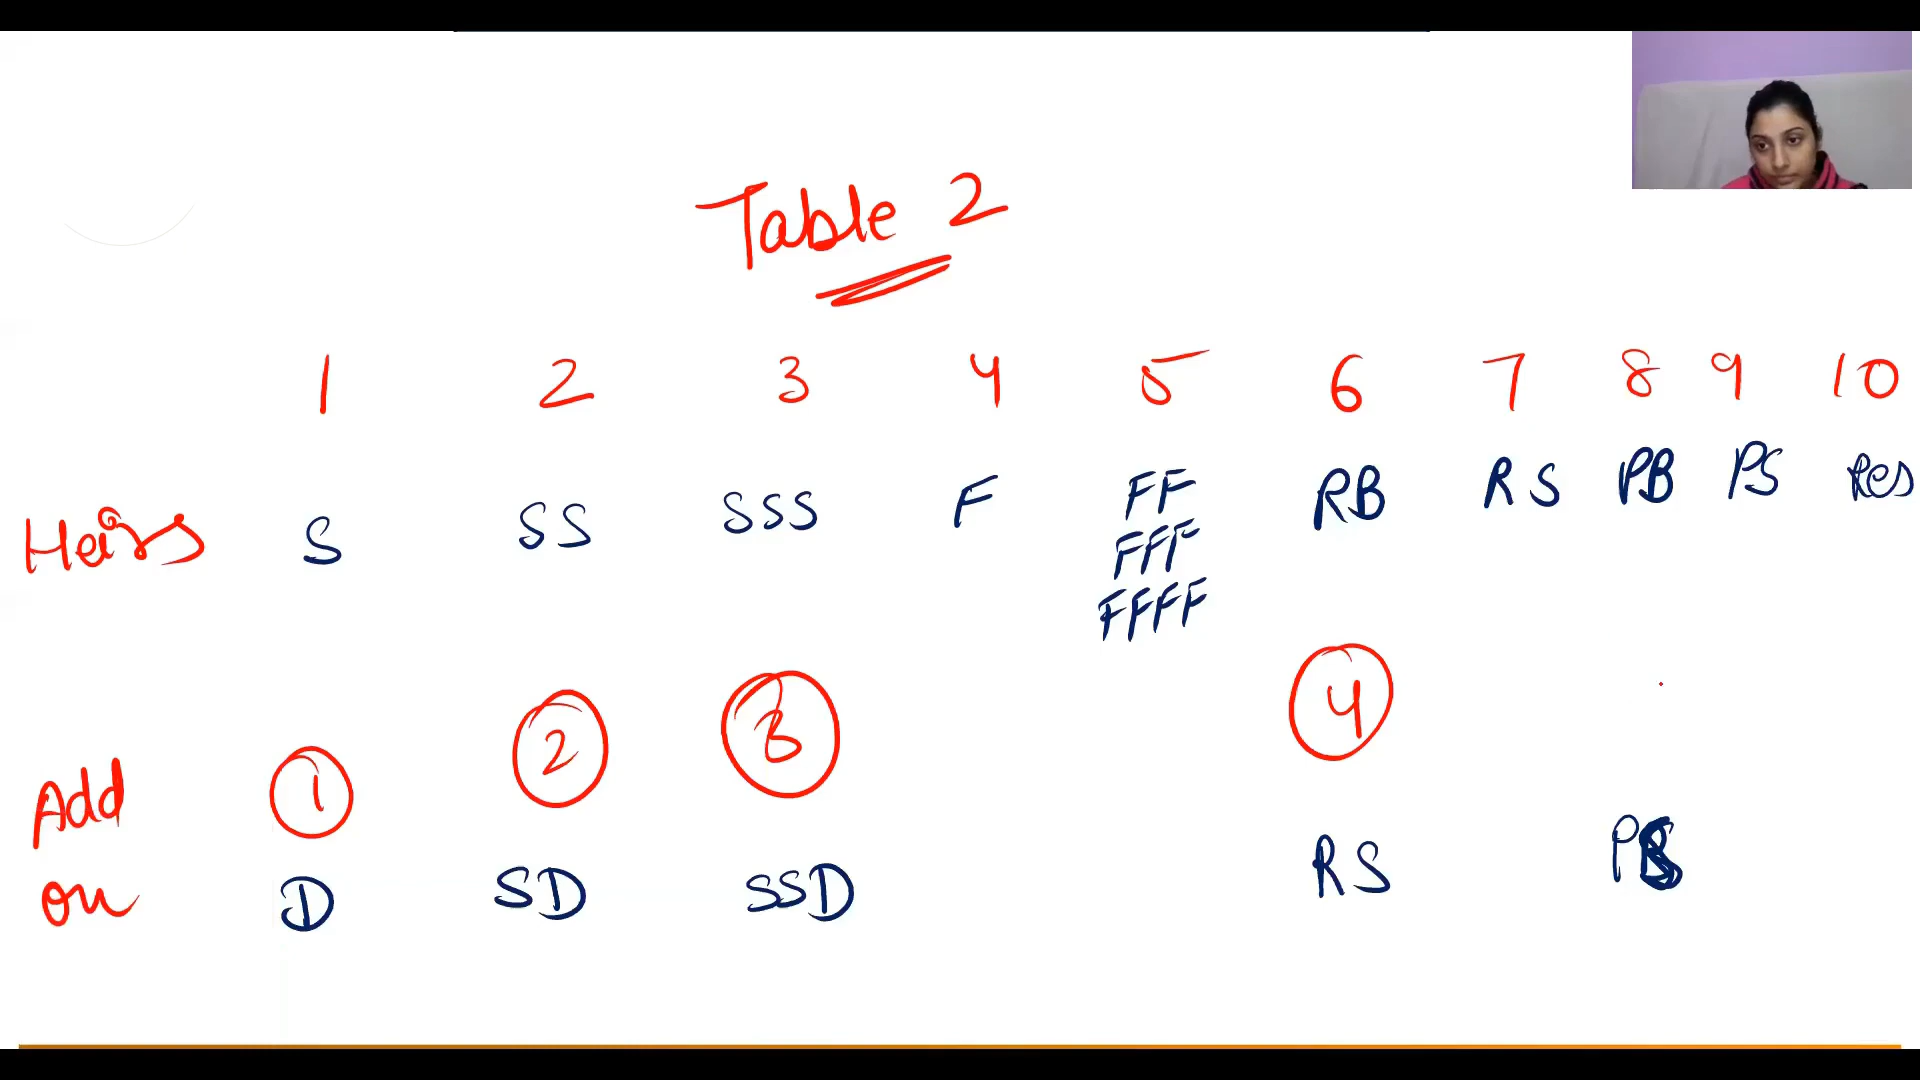 Table 2
1 2 3 4 5 6 7 8 9 10
Heirs S SS SSS F FF RB RS PB PS Res
FFF
FFFF
1 2 3 4
Add
on D SD SSD RS PS